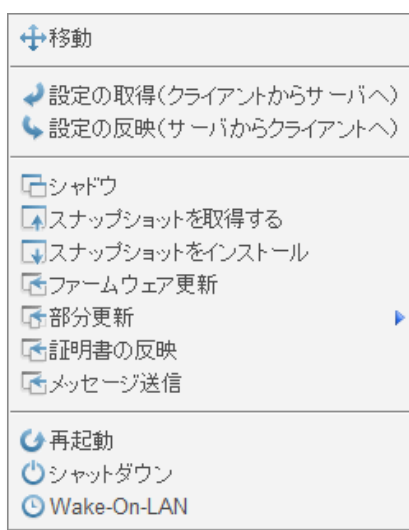 移動
設定の取得(クライアントからサーバへ)
設定の反映(サーバからクライアントへ)
シャドウ
スナップショットを取得する
スナップショットをインストール
ファームウェア更新
部分更新
証明書の反映
メッセージ送信
再起動
シャットダウン
Wake-On-LAN